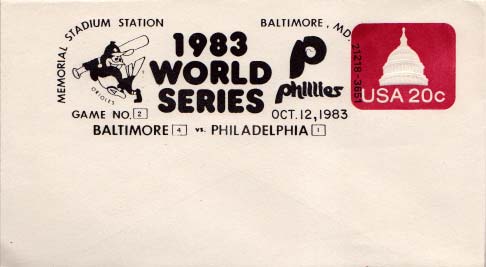 MEMORIAL STADIUM STATION
BALTIMORE, MD. 21218-3651
ORIOLES
1983
WORLD
SERIES
P
phillies
USA 20c
GAME NO. 2
OCT. 12, 1983
BALTIMORE 4 vs. PHILADELPHIA 1